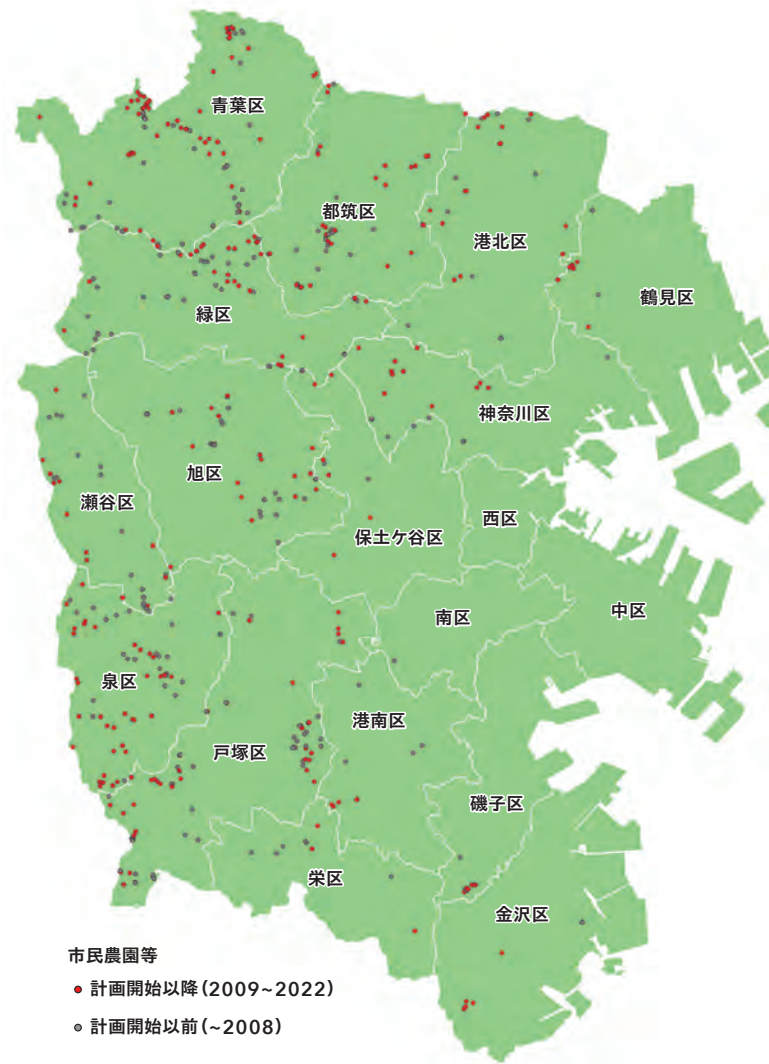 青葉区
都筑区
港北区
鶴見区
緑区
神奈川区
旭区
瀬谷区
西区
保土ケ谷区
南区
中区
泉区
港南区
戸塚区
磯子区
栄区
金沢区
市民農園等
計画開始以降(2009~2022)
計画開始以前(~2008)